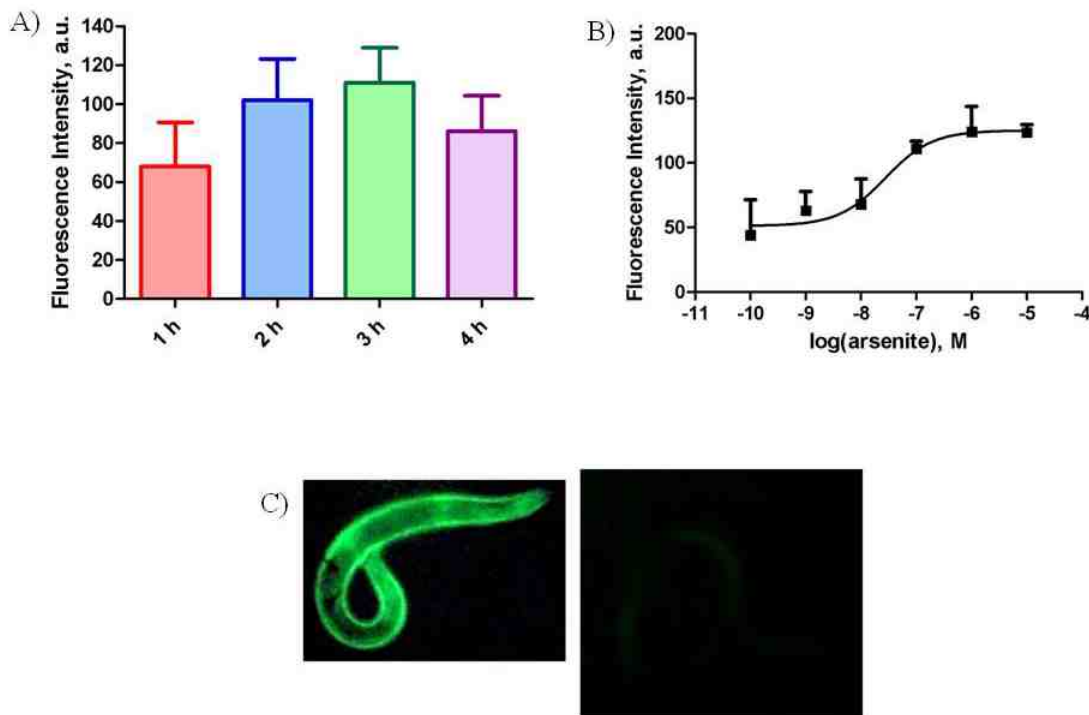 A)
Fluorescence Intensity, a.u.
140
120
100
80
60
40
20
0
1 h
2 h
3 h
4 h
B)
Fluorescence Intensity, a.u.
200
150
100
50
0
-11 -10 -9 -8 -7 -6 -5 -4
log(arsenite), M
C)